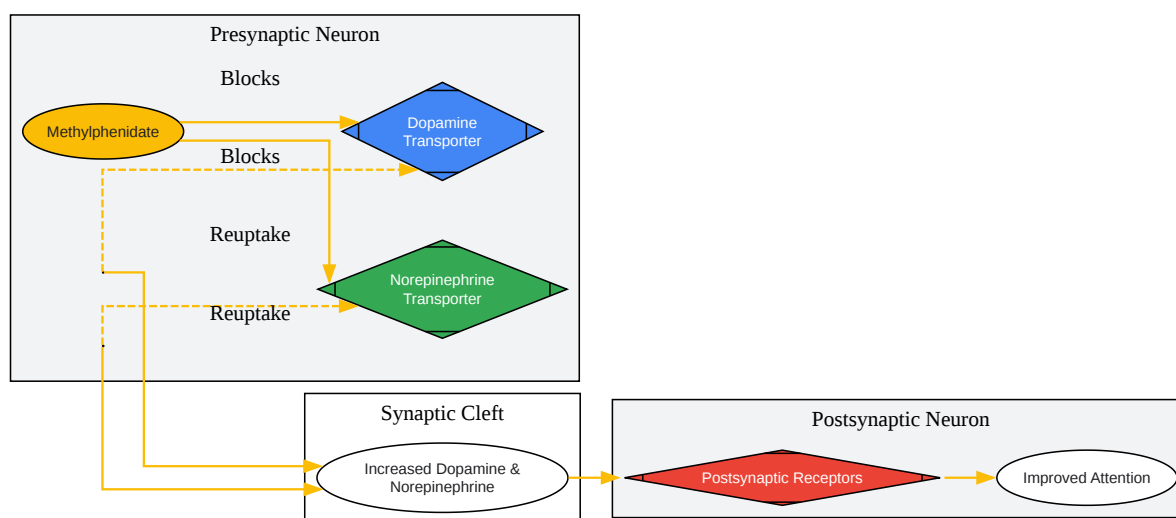 Presynaptic Neuron
Blocks
Methylphenidate
Dopamine
Transporter
Blocks
Reuptake
Norepinephrine
Transporter
Reuptake
Synaptic Cleft
Increased Dopamine &
Norepinephrine
Postsynaptic Neuron
Postsynaptic Receptors
Improved Attention